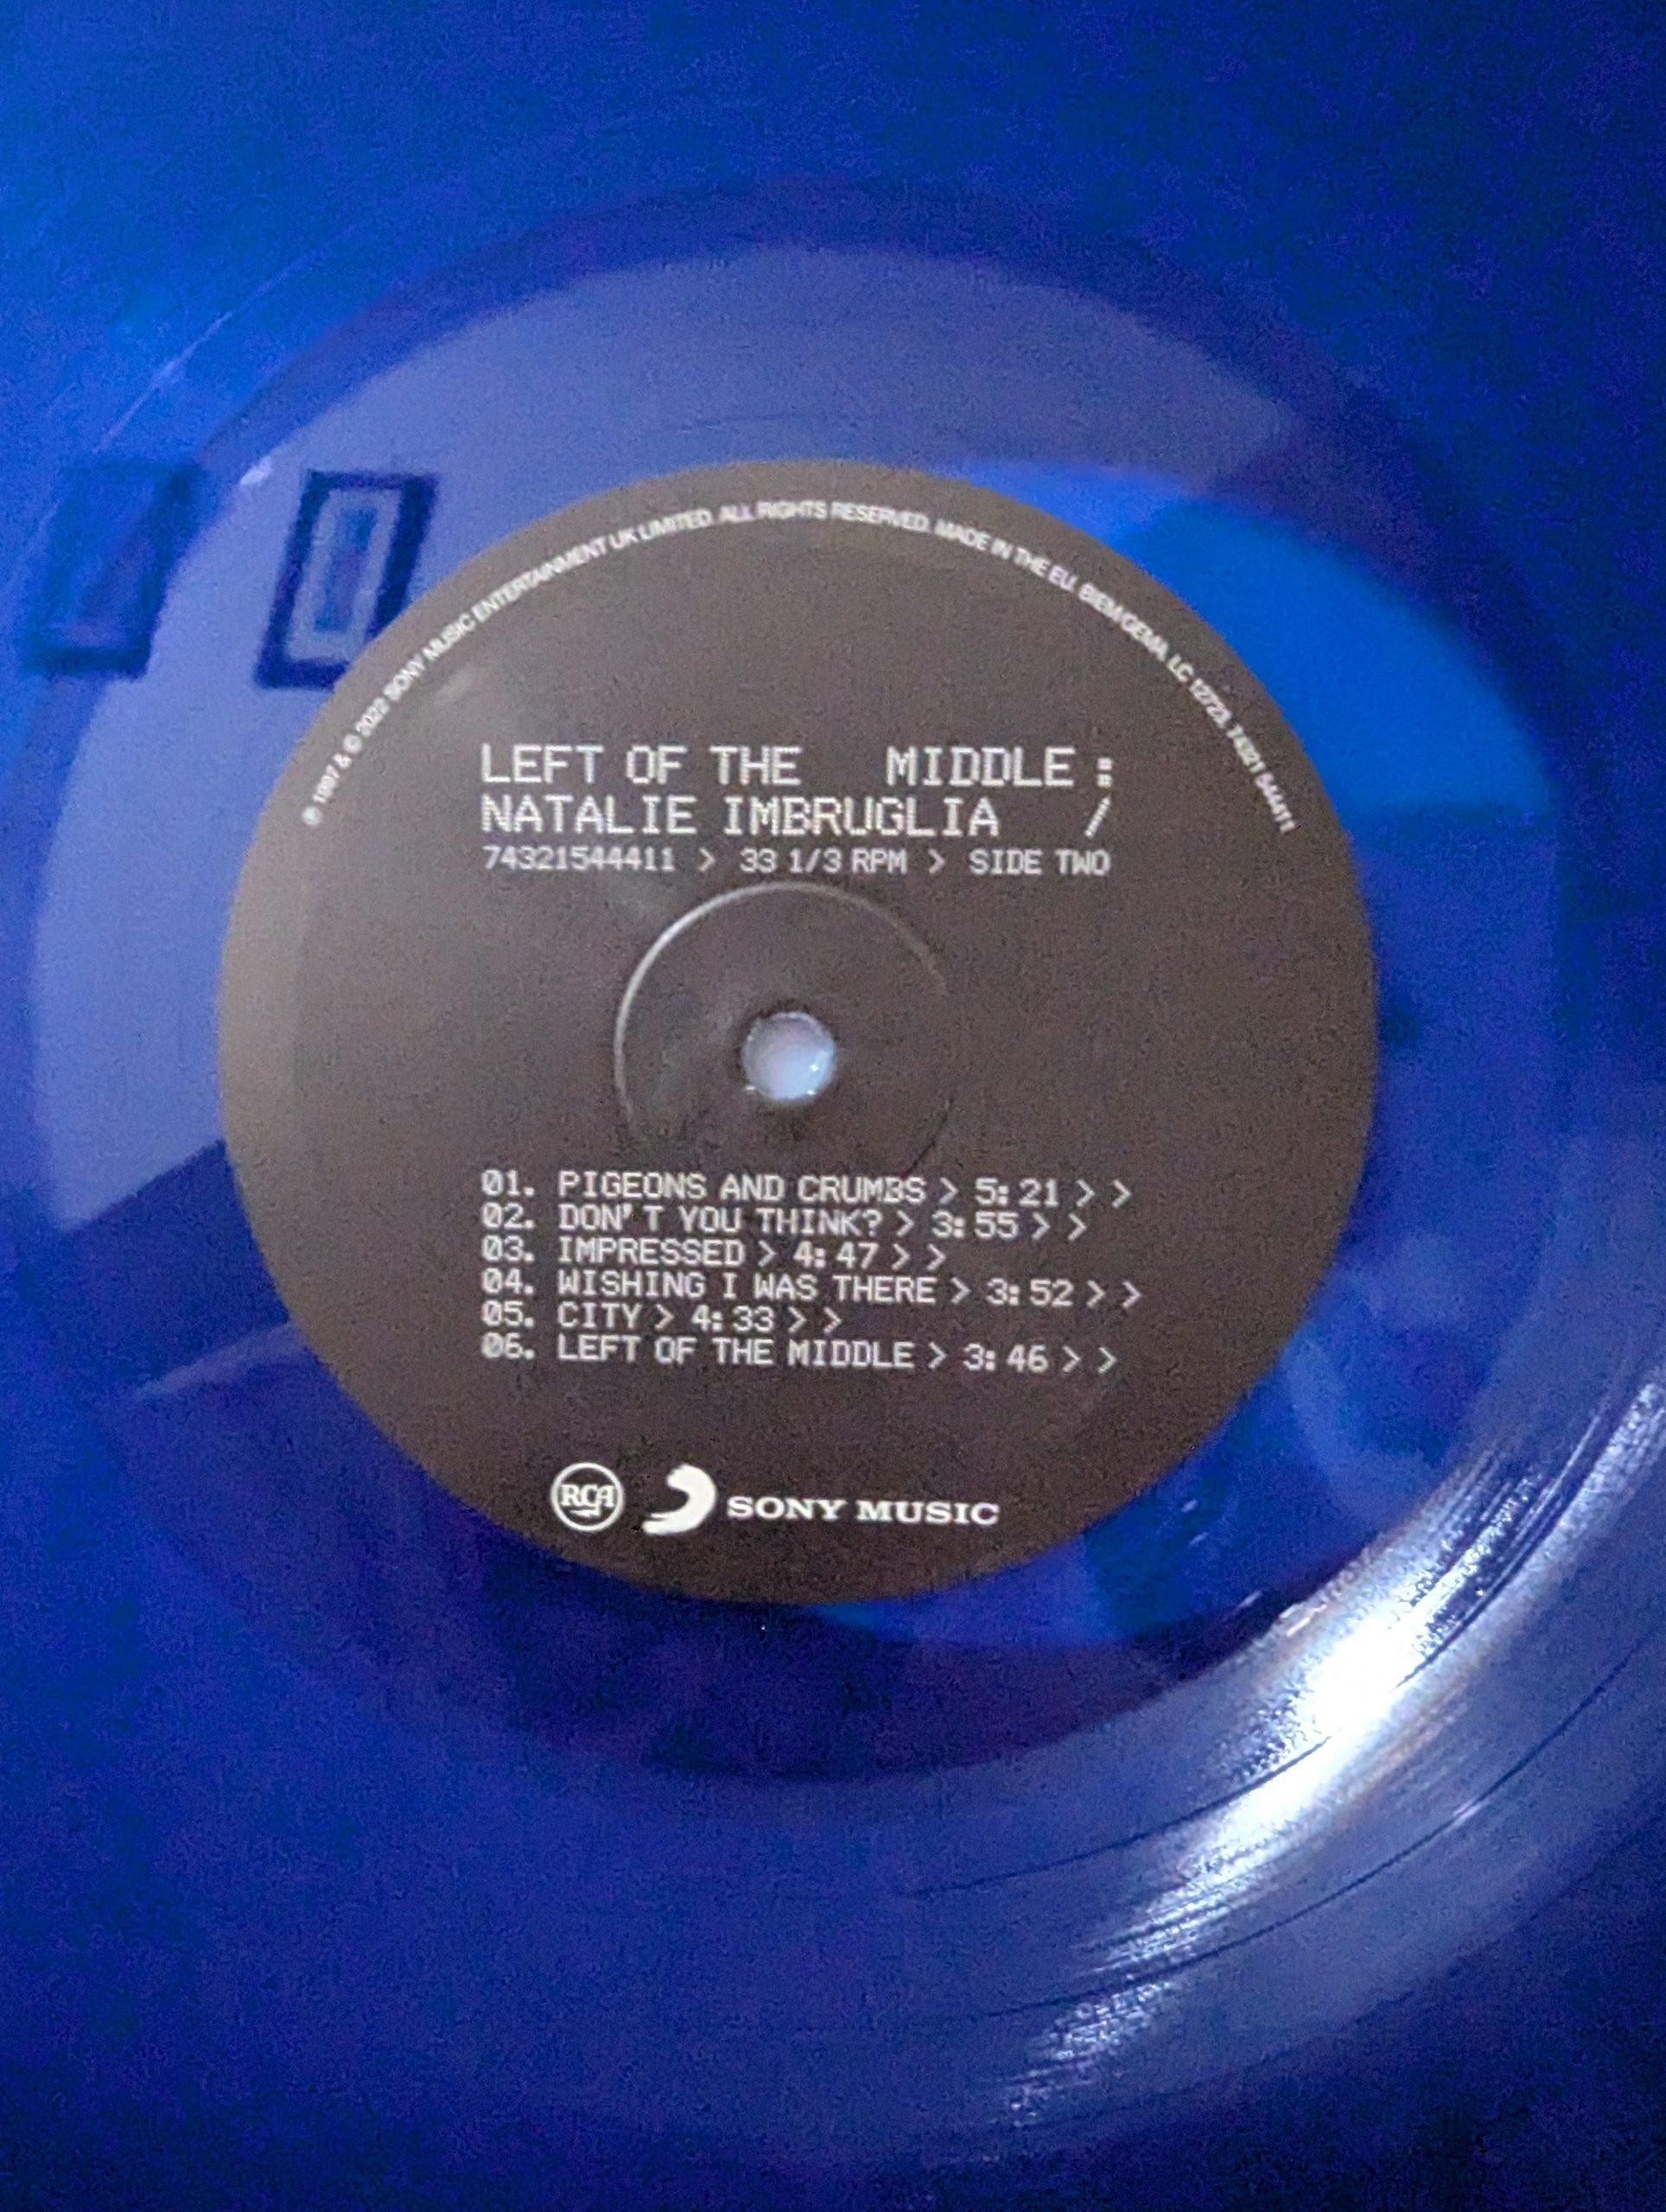 ℗ 1997 & © 2022 SONY MUSIC ENTERTAINMENT UK LIMITED. ALL RIGHTS RESERVED. MADE IN THE EU. BIEM/GEMA. LC 12723. 74321 54441 1
LEFT OF THE MIDDLE :
NATALIE IMBRUGLIA /
74321544411 > 33 1/3 RPM > SIDE TWO
01. PIGEONS AND CRUMBS > 5:21 > >
02. DON'T YOU THINK? > 3:55 > >
03. IMPRESSED > 4:47 > >
04. WISHING I WAS THERE > 3:52 > >
05. CITY > 4:33 > >
06. LEFT OF THE MIDDLE > 3:46 > >
RCA SONY MUSIC